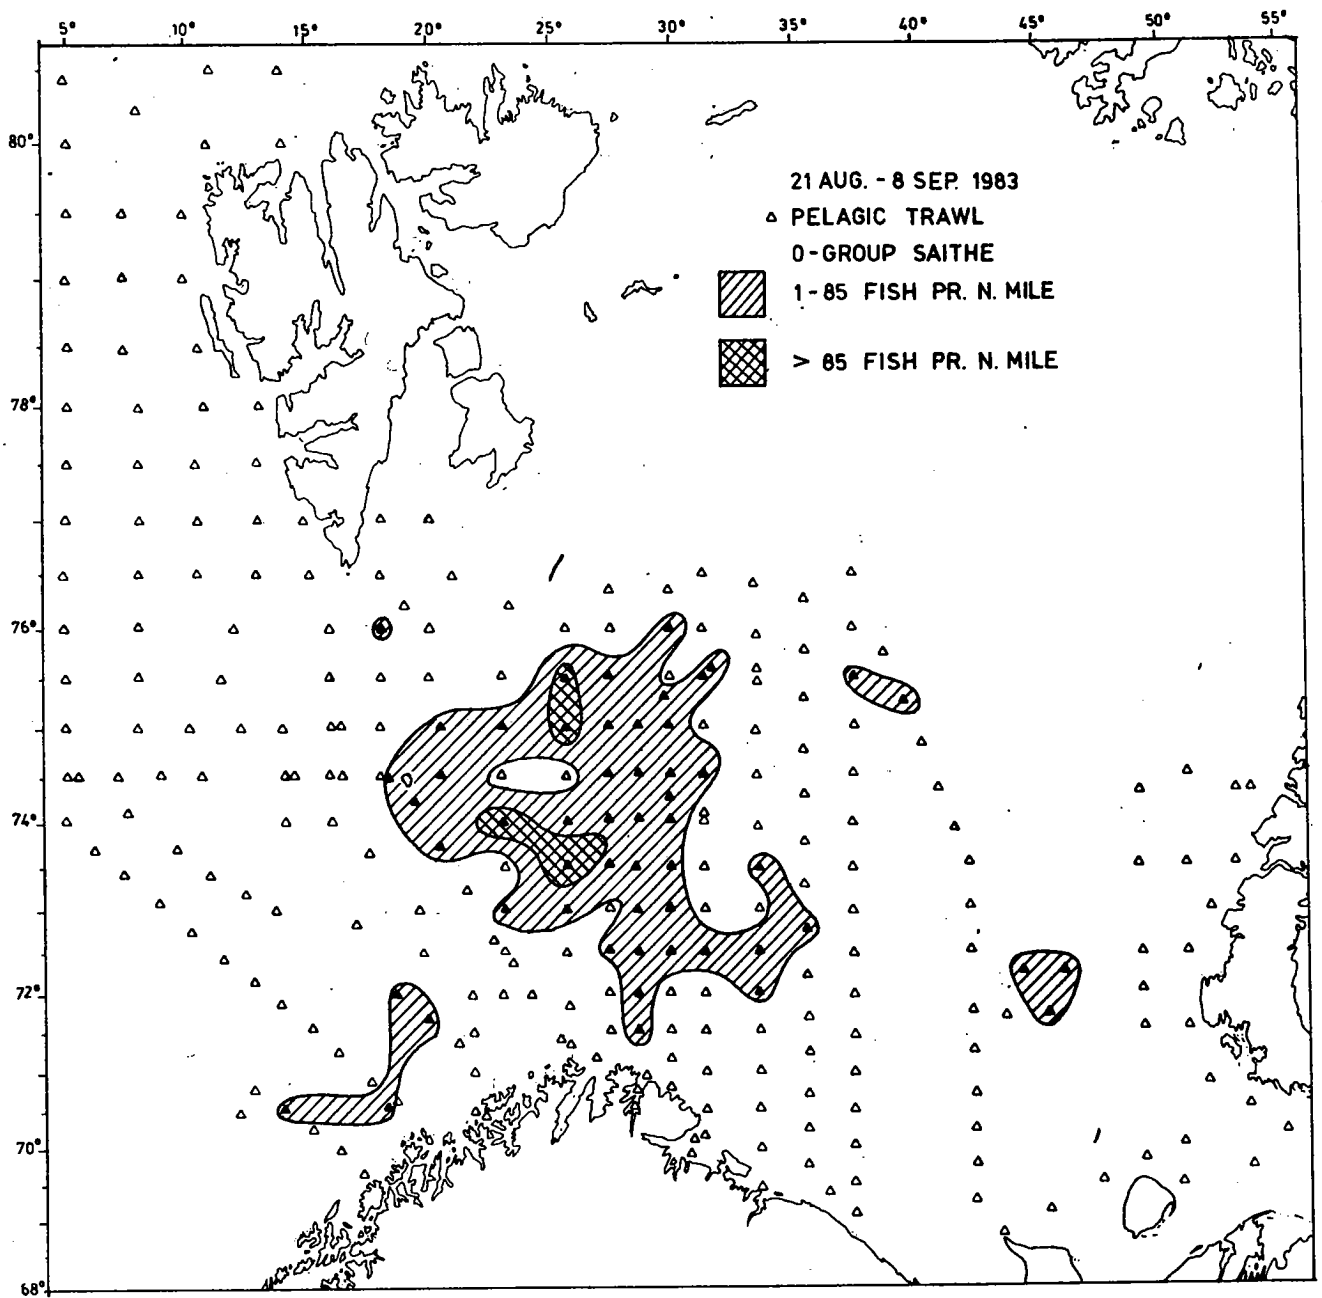 5° 10° 15° 20° 25° 30° 35° 40° 45° 50° 55°
80°
21 AUG. - 8 SEP. 1983
PELAGIC TRAWL
0-GROUP SAITHE
1-85 FISH PR. N. MILE
> 85 FISH PR. N. MILE
78°
76°
74°
72°
70°
68°